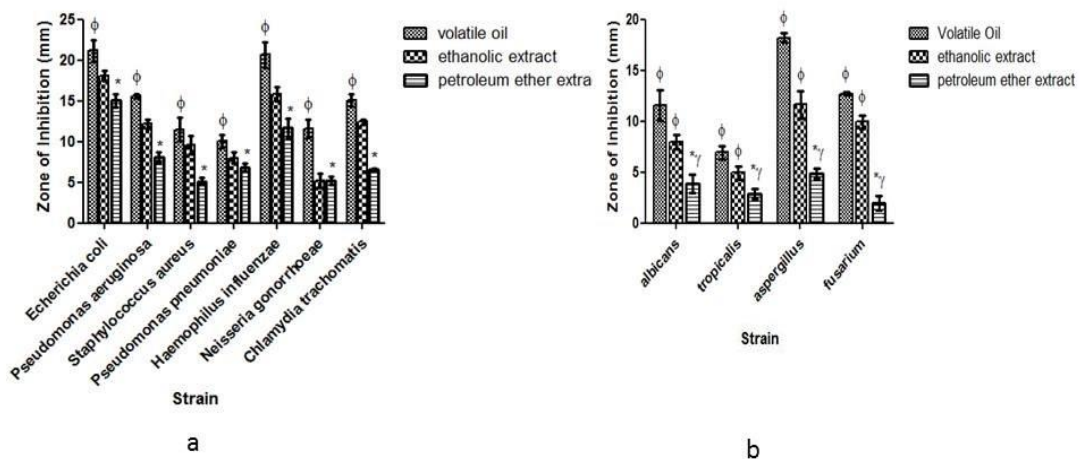 Zone of Inhibition (mm)
25
20
15
10
5
0
ϕ
*
ϕ
*
ϕ
*
ϕ
*
ϕ
*
ϕ
*
ϕ
*
volatile oil
ethanolic extract
petroleum ether extra
Echerichia coli
Pseudomonas aeruginosa
Staphylococcus aureus
Pseudomonas pneumoniae
Haemophilus influenzae
Neisseria gonorrhoeae
Chlamydia trachomatis
Strain
a
Zone of Inhibition (mm)
20
15
10
5
0
ϕ
ϕ
*γ
ϕ
ϕ
*γ
ϕ
ϕ
*γ
ϕ
ϕ
*γ
Volatile Oil
ethanolic extract
petroleum ether extract
albicans
tropicalis
aspergillus
fusarium
Strain
b